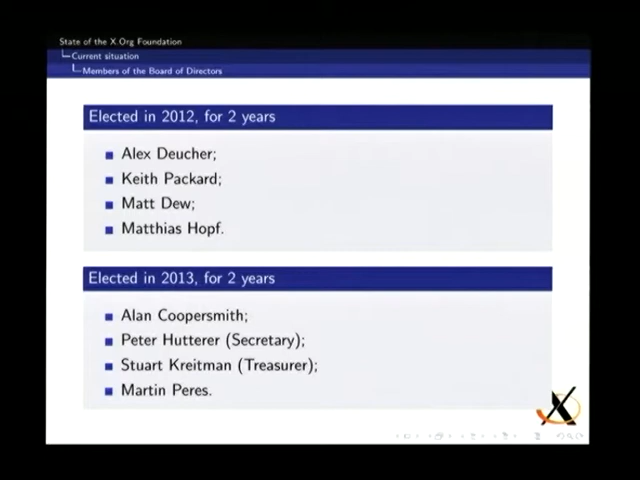 State of the X Org Foundation
Current situation
Members of the Board of Directors
Elected in 2012, for 2 years
Alex Deucher;
Keith Packard;
Matt Dew;
Matthias Hopf.
Elected in 2013, for 2 years
Alan Coopersmith;
Peter Hutterer (Secretary);
Stuart Kreitman (Treasurer);
Martin Peres.
X